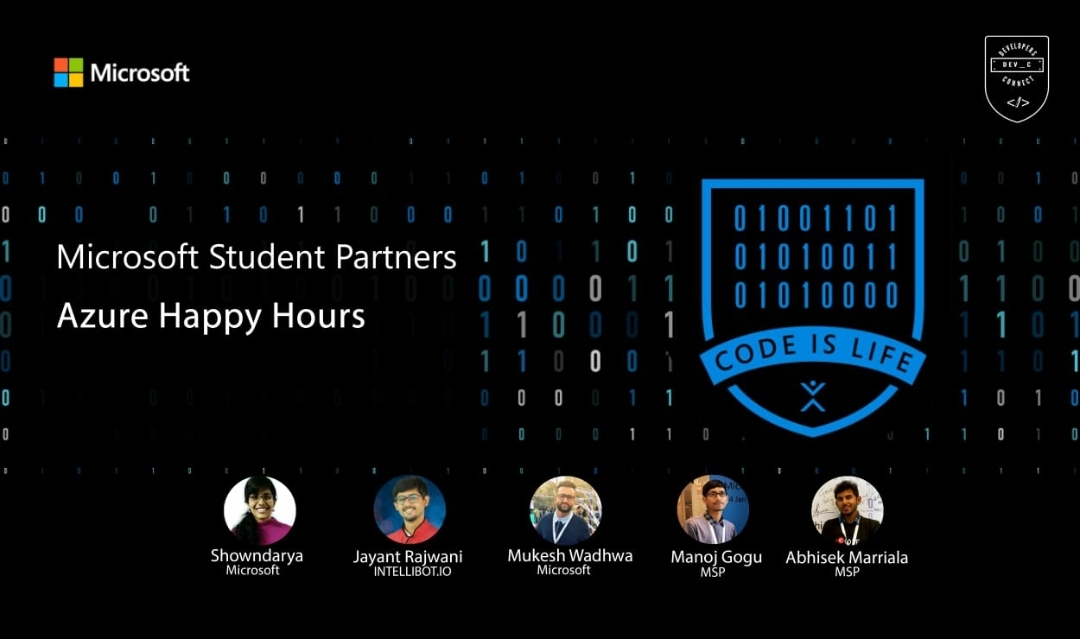 Microsoft
DEVELOPERS
DEV_C
CONNECT
</>
Microsoft Student Partners
Azure Happy Hours
01001101
01010011
01010000
CODE IS LIFE
Showndarya
Microsoft
Jayant Rajwani
INTELLIBOT.IO
Mukesh Wadhwa
Microsoft
Manoj Gogu
MSP
Abhisek Marriala
MSP